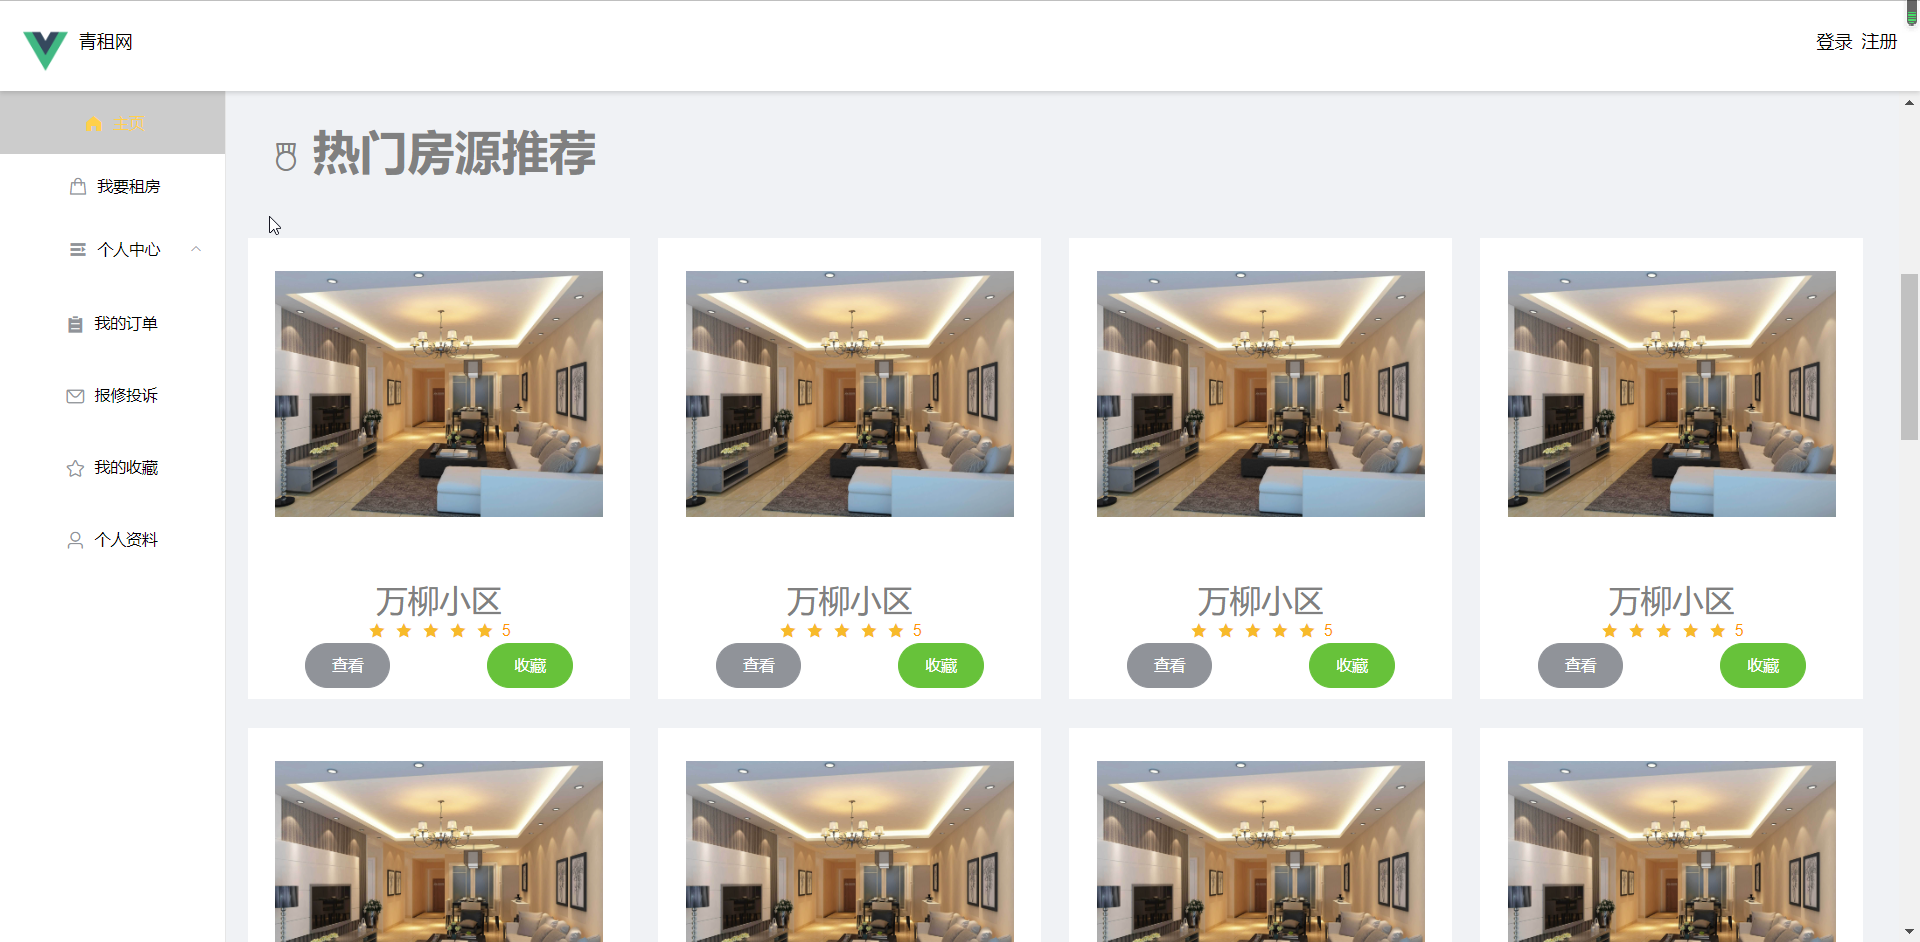 青租网
登录 注册
主页
我要租房
个人中心
我的订单
报修投诉
我的收藏
个人资料
热门房源推荐
万柳小区
5
查看 收藏
万柳小区
5
查看 收藏
万柳小区
5
查看 收藏
万柳小区
5
查看 收藏